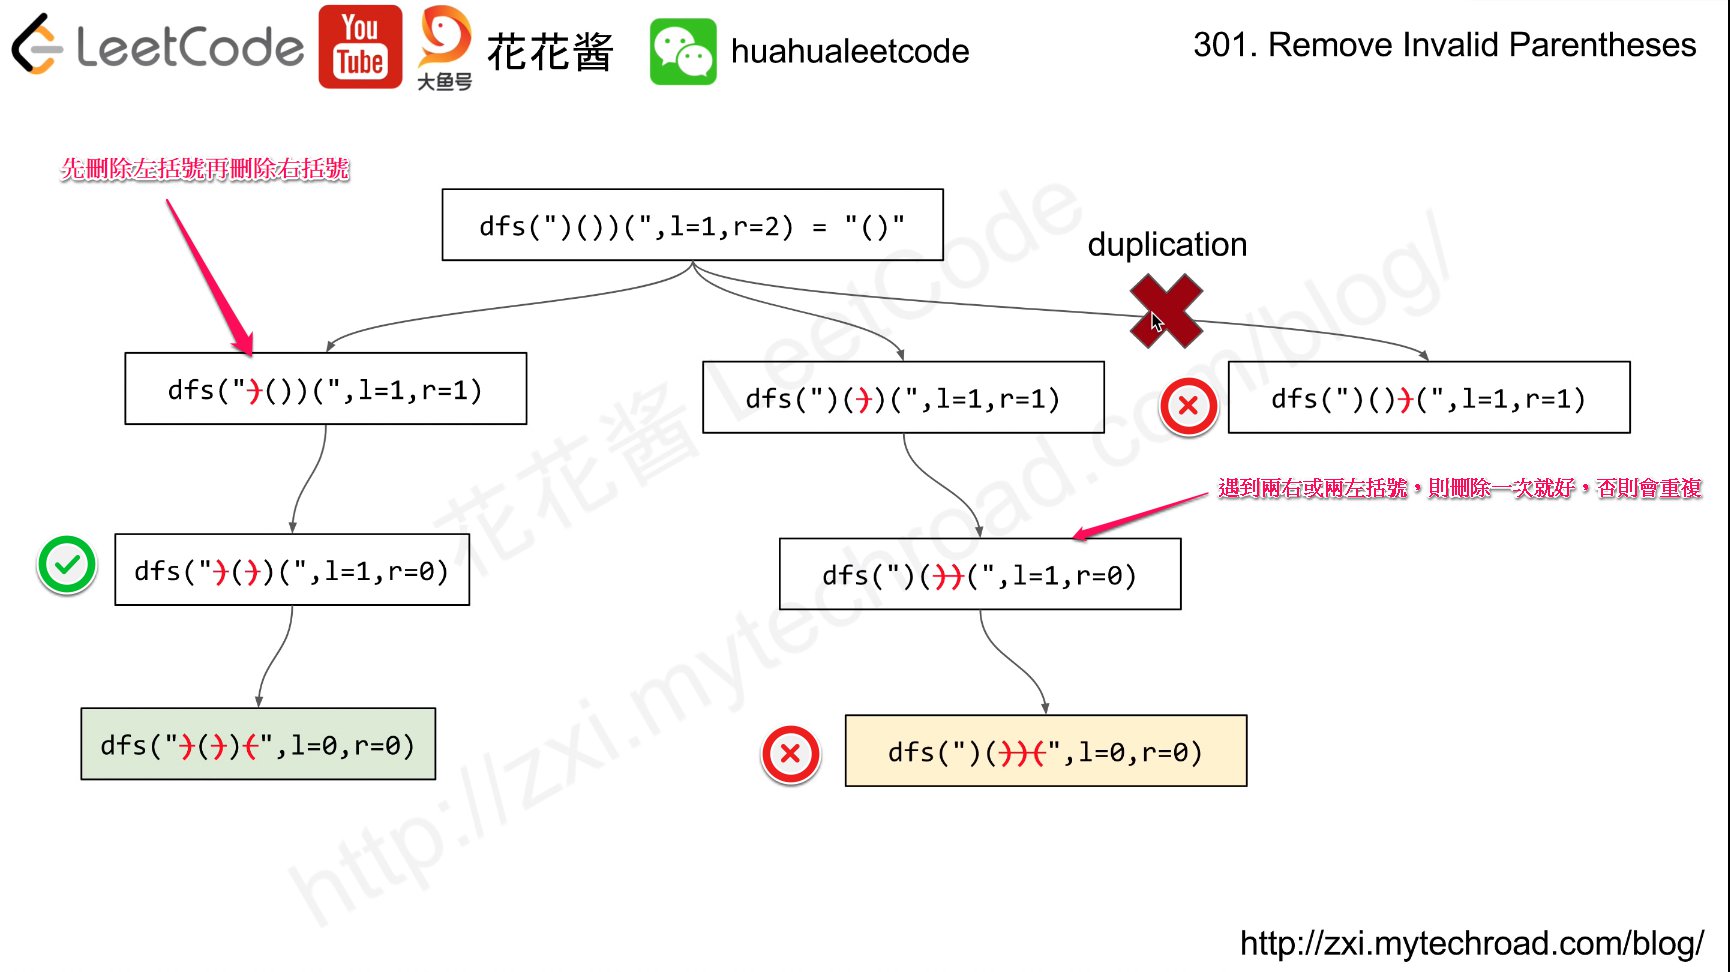 LeetCode
You
Tube
大鱼号
花花酱
huahualeetcode
301. Remove Invalid Parentheses
先刪除左括號再刪除右括號
dfs(")())(",l=1,r=2) = "()"
duplication
dfs(")())(",l=1,r=1)
dfs(")())(",l=1,r=1)
dfs(")())(",l=1,r=1)
遇到兩右或兩左括號，則刪除一次就好，否則會重複
dfs(")())(",l=1,r=0)
dfs(")())(",l=1,r=0)
dfs(")())(",l=0,r=0)
dfs(")())(",l=0,r=0)
花花酱 LeetCode
http://zxi.mytechroad.com/blog/
http://zxi.mytechroad.com/blog/